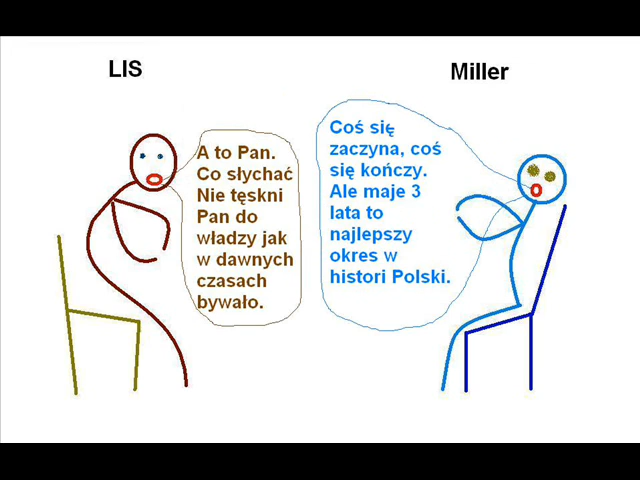 LIS
Miller
A to Pan.
Co słychać
Nie tęskni
Pan do
władzy jak
w dawnych
czasach
bywało.
Coś się
zaczyna, coś
się kończy.
Ale maje 3
lata to
najlepszy
okres w
histori Polski.